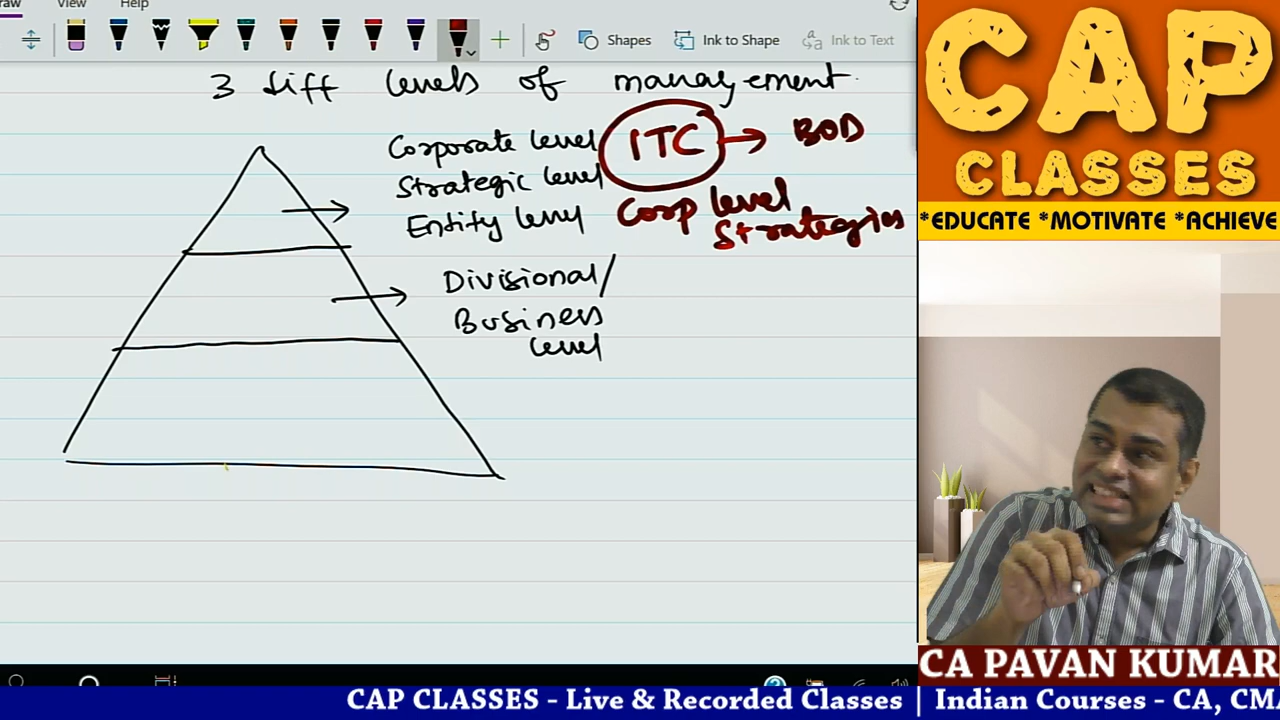 raw
View
Help
Shapes
Ink to Shape
Ink to Text
3 diff levels of management.
Corporate level
Strategic level
Entity level
ITC → BOD
Corp level
Strategies
Divisional/
Business
level
CAP
CLASSES
*EDUCATE *MOTIVATE *ACHIEVE
CA PAVAN KUMAR
CAP CLASSES - Live & Recorded Classes | Indian Courses - CA, CMA